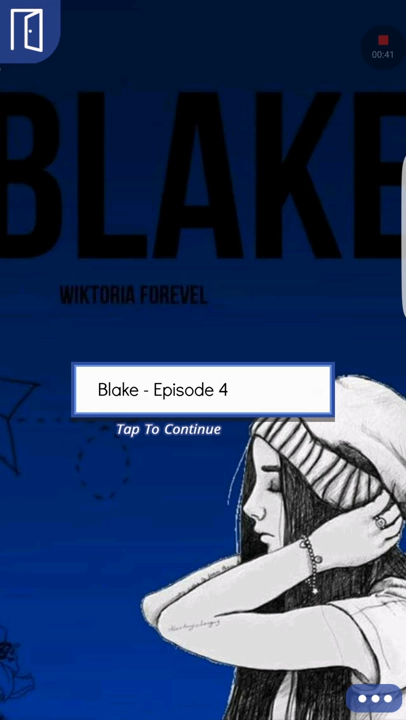 00:41
BLAKE
WIKTORIA FOREVEL
Blake - Episode 4
Tap To Continue